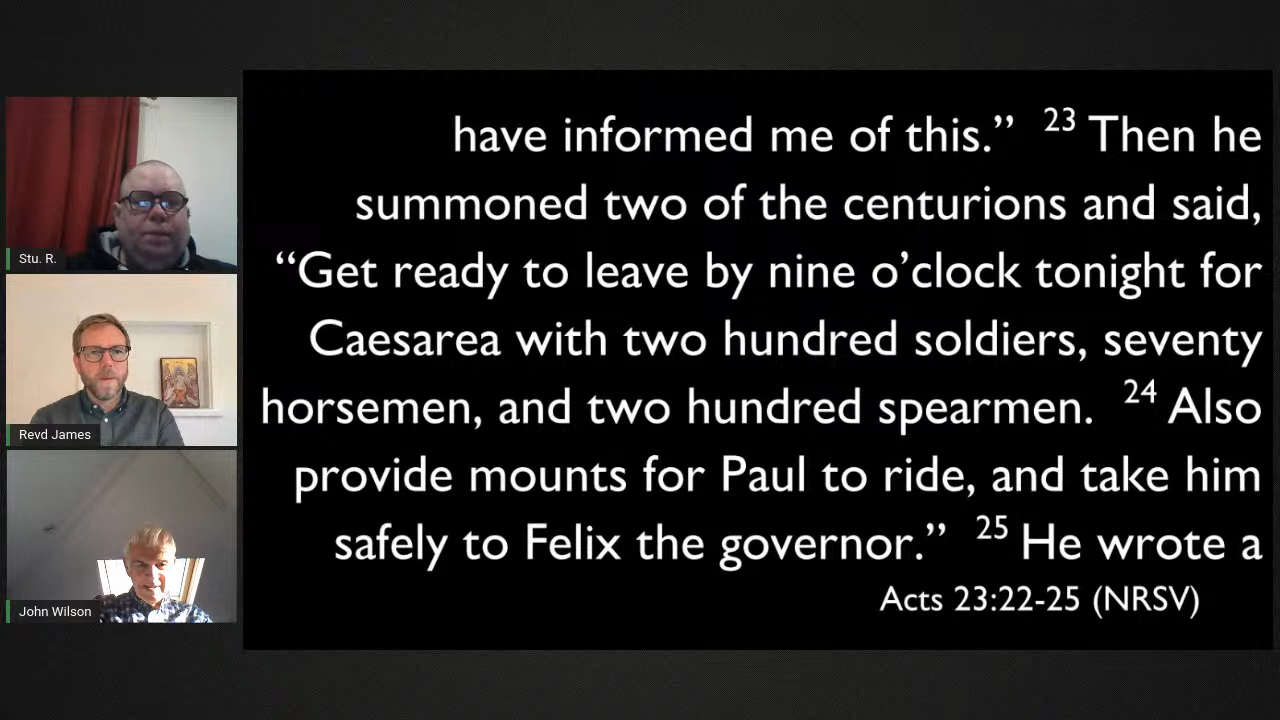 Stu. R.
Revd James
John Wilson
have informed me of this.” 23 Then he
summoned two of the centurions and said,
“Get ready to leave by nine o’clock tonight for
Caesarea with two hundred soldiers, seventy
horsemen, and two hundred spearmen. 24 Also
provide mounts for Paul to ride, and take him
safely to Felix the governor.” 25 He wrote a
Acts 23:22-25 (NRSV)